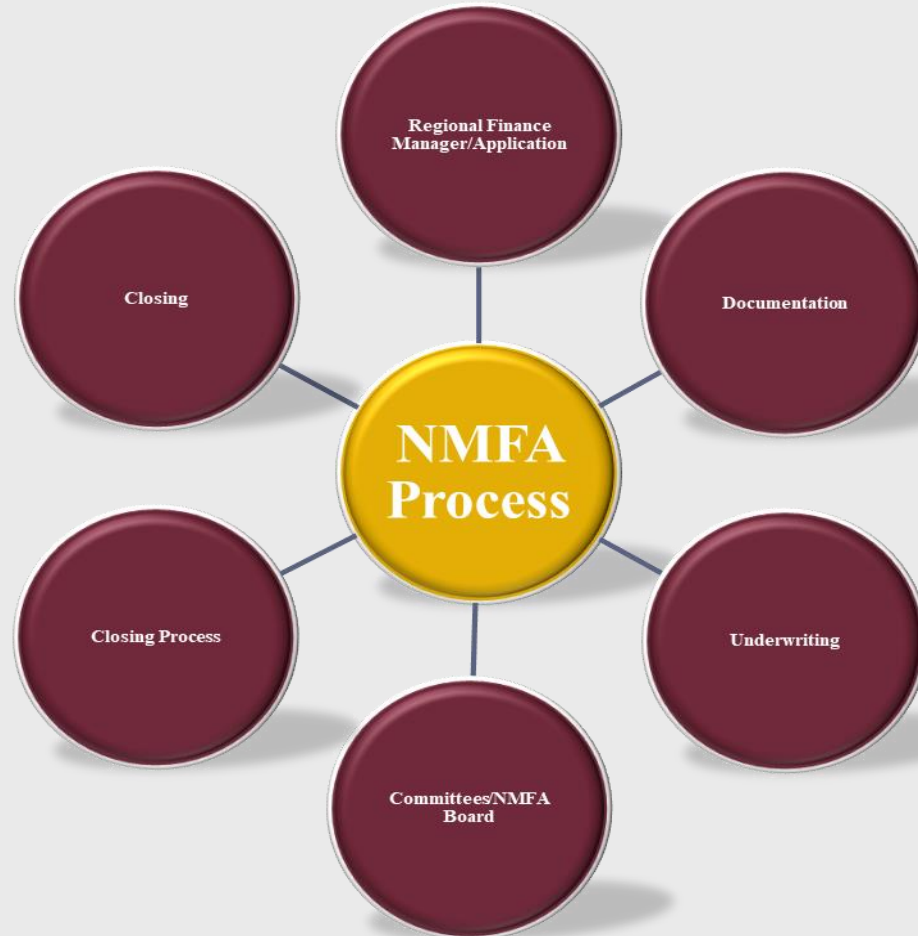 Regional Finance
Manager/Application
Closing
Documentation
NMFA
Process
Closing Process
Underwriting
Committees/NMFA
Board